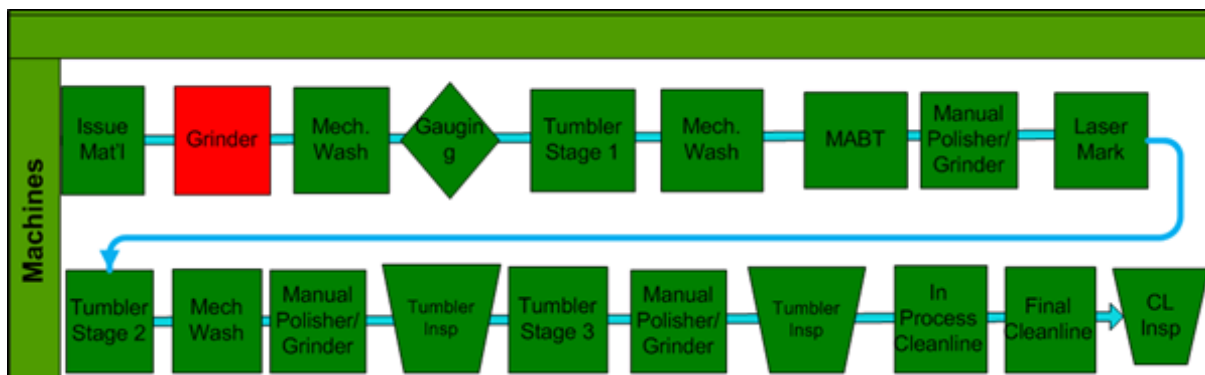 Machines
Issue
Mat'l
Grinder
Mech.
Wash
Gaugin
g
Tumbler
Stage 1
Mech.
Wash
MABT
Manual
Polisher/
Grinder
Laser
Mark
Tumbler
Stage 2
Mech
Wash
Manual
Polisher/
Grinder
Tumbler
Insp
Tumbler
Stage 3
Manual
Polisher/
Grinder
Tumbler
Insp
In
Process
Cleanline
Final
Cleanline
CL
Insp